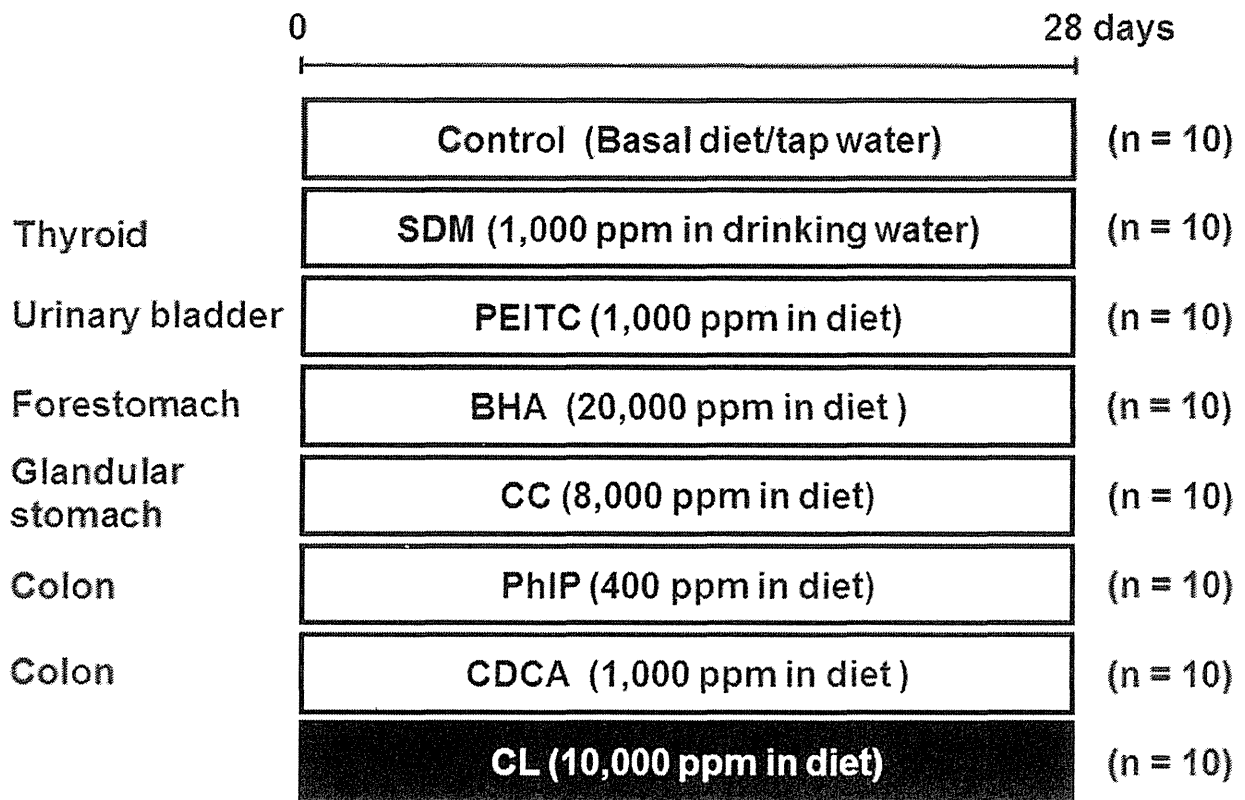 0 28 days
Control (Basal diet/tap water) (n = 10)
Thyroid SDM (1,000 ppm in drinking water) (n = 10)
Urinary bladder PEITC (1,000 ppm in diet) (n = 10)
Forestomach BHA (20,000 ppm in diet ) (n = 10)
Glandular
stomach CC (8,000 ppm in diet) (n = 10)
Colon PhIP (400 ppm in diet) (n = 10)
Colon CDCA (1,000 ppm in diet ) (n = 10)
CL (10,000 ppm in diet) (n = 10)